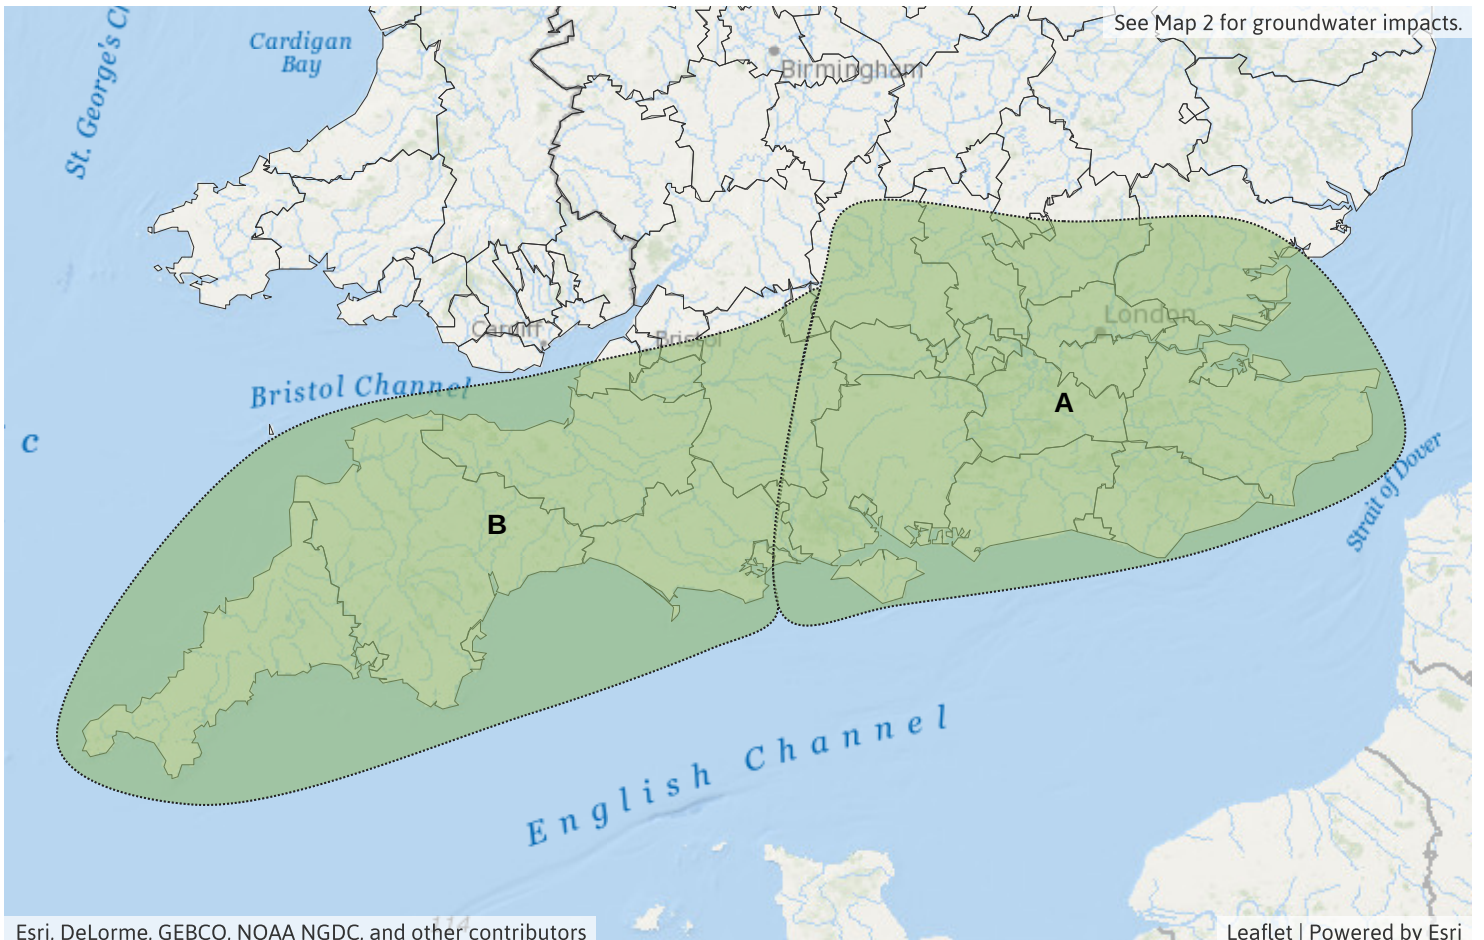 See Map 2 for groundwater impacts.
Cardigan
Bay
St. George's C
Birmingham
London
Cardiff
Bristol
Bristol Channel
A
c
Strait of Dover
B
English Channel
114
Esri, DeLorme, GEBCO, NOAA NGDC, and other contributors
Leaflet | Powered by Esri